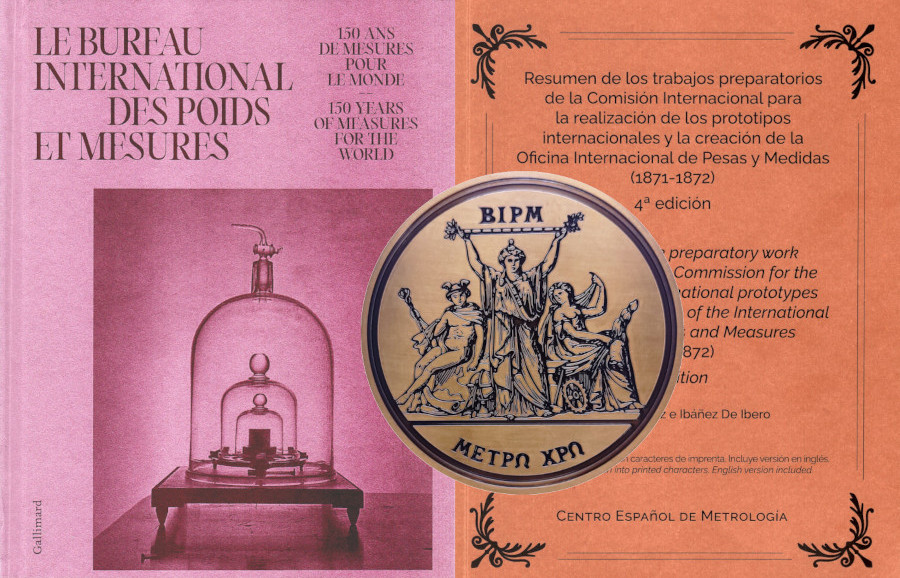 LE BUREAU
INTERNATIONAL
DES POIDS
ET MESURES
150 ANS
DE MESURES
POUR
LE MONDE
150 YEARS
OF MEASURES
FOR THE
WORLD
Gallimard
BIPM
ΜΕΤΡΩ ΧΡΩ
Resumen de los trabajos preparatorios
de la Comisión Internacional para
la realización de los prototipos
internacionales y la creación de la
Oficina Internacional de Pesas y Medidas
(1871-1872)
4ª edición
preparatory work
Commission for the
ational prototypes
of the International
and Measures
872)
ition
z e Ibáñez De Ibero
caracteres de imprenta. Incluye versión en inglés.
into printed characters. English version included
CENTRO ESPAÑOL DE METROLOGÍA